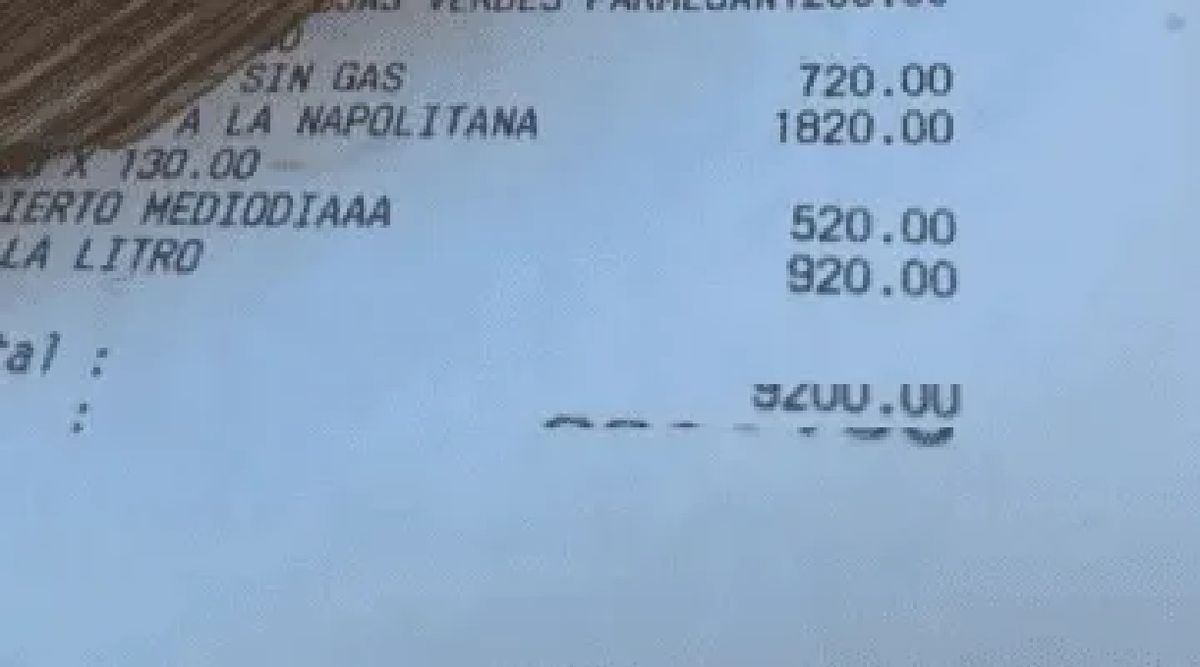 VERDES
SIN GAS 720.00
A LA NAPOLITANA 1820.00
X 130.00
IERTO MEDIODIAAA 520.00
LA LITRO 920.00
tal :
: 9200.00